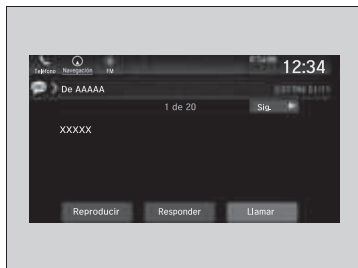 12:34
Teléfono Navegación FM
De AAAAA
1 de 20 Sig.
XXXXX
Reproducir Responder Llamar